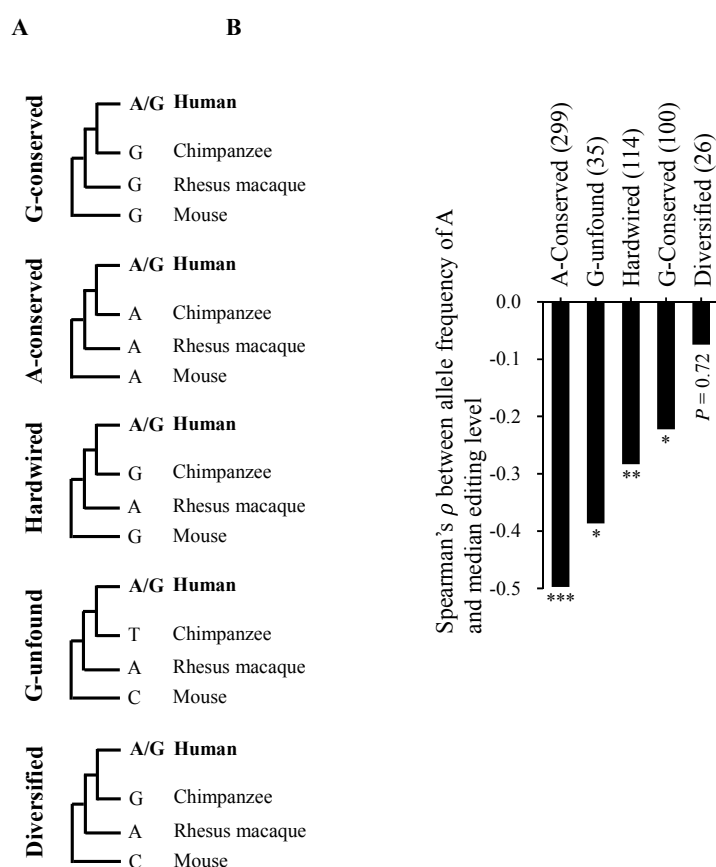 A
B
G-conserved
A/G Human
G Chimpanzee
G Rhesus macaque
G Mouse
A-conserved
A/G Human
A Chimpanzee
A Rhesus macaque
A Mouse
Hardwired
A/G Human
G Chimpanzee
A Rhesus macaque
G Mouse
G-unfound
A/G Human
T Chimpanzee
A Rhesus macaque
C Mouse
Diversified
A/G Human
G Chimpanzee
A Rhesus macaque
C Mouse
Spearman's ρ between allele frequency of A
and median editing level
A-Conserved (299)
G-unfound (35)
Hardwired (114)
G-Conserved (100)
Diversified (26)
0.0
-0.1
-0.2
-0.3
-0.4
-0.5
***
*
**
*
P = 0.72